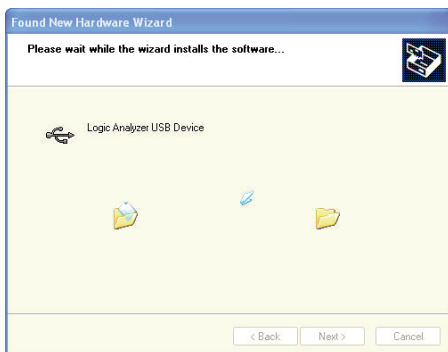 Found New Hardware Wizard
Please wait while the wizard installs the software...
Logic Analyzer USB Device
< Back
Next >
Cancel